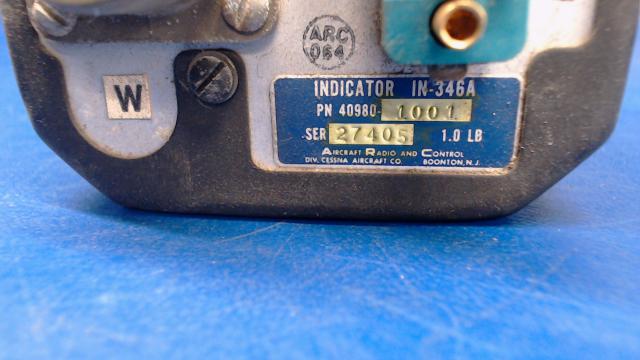 ARC
064
W
INDICATOR IN-346A
PN 40980-1001
SER 27405 1.0 LB
AIRCRAFT RADIO AND CONTROL
DIV. CESSNA AIRCRAFT CO. BOONTON, N.J.